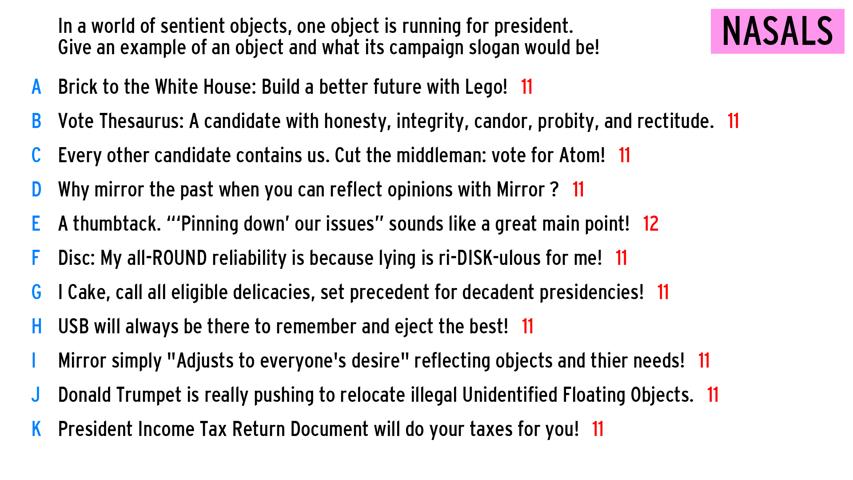 In a world of sentient objects, one object is running for president.
Give an example of an object and what its campaign slogan would be!
NASALS
A Brick to the White House: Build a better future with Lego! 11
B Vote Thesaurus: A candidate with honesty, integrity, candor, probity, and rectitude. 11
C Every other candidate contains us. Cut the middleman: vote for Atom! 11
D Why mirror the past when you can reflect opinions with Mirror ? 11
E A thumbtack. “‘Pinning down’ our issues” sounds like a great main point! 12
F Disc: My all-ROUND reliability is because lying is ri-DISK-ulous for me! 11
G I Cake, call all eligible delicacies, set precedent for decadent presidencies! 11
H USB will always be there to remember and eject the best! 11
I Mirror simply "Adjusts to everyone's desire" reflecting objects and thier needs! 11
J Donald Trumpet is really pushing to relocate illegal Unidentified Floating Objects. 11
K President Income Tax Return Document will do your taxes for you! 11